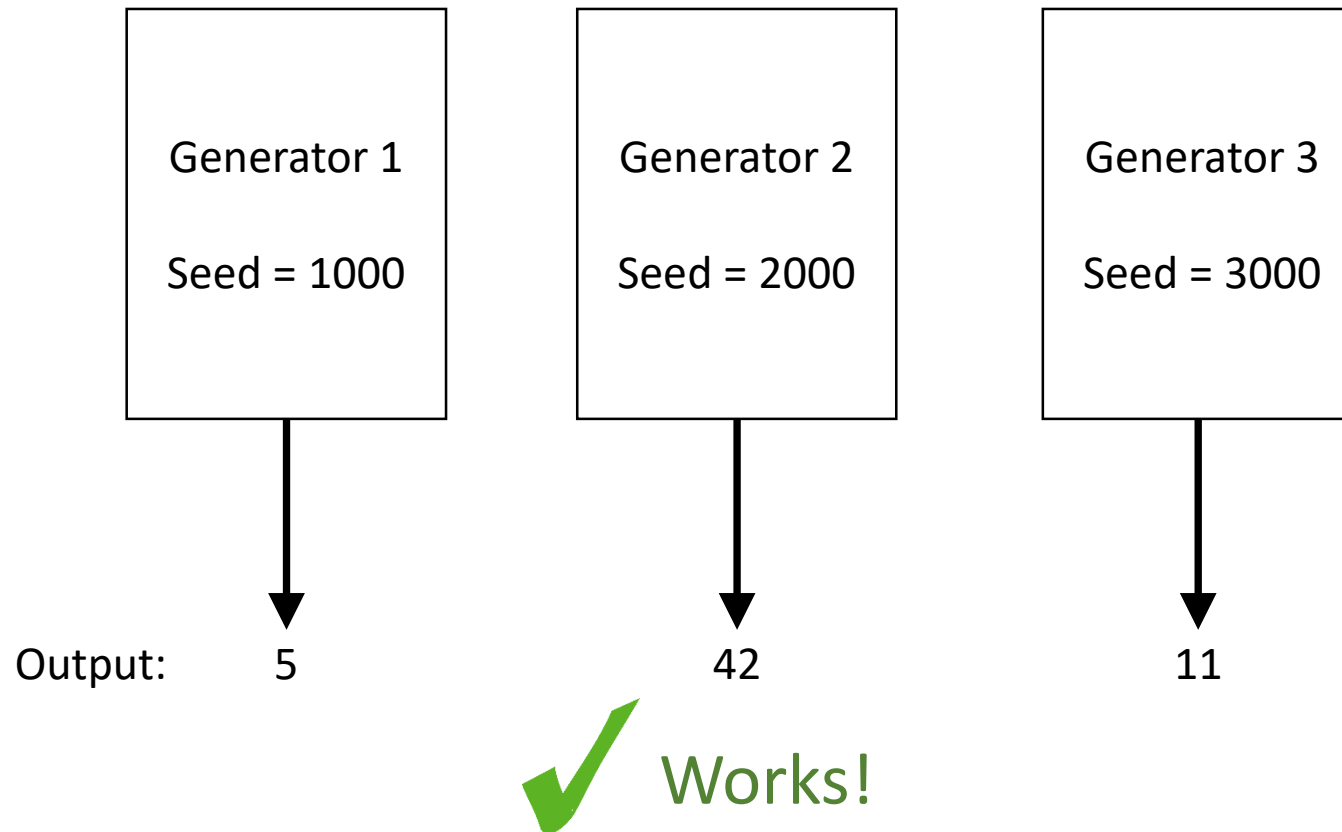 Generator 1
Seed = 1000
Generator 2
Seed = 2000
Generator 3
Seed = 3000
Output: 5 42 11
Works!